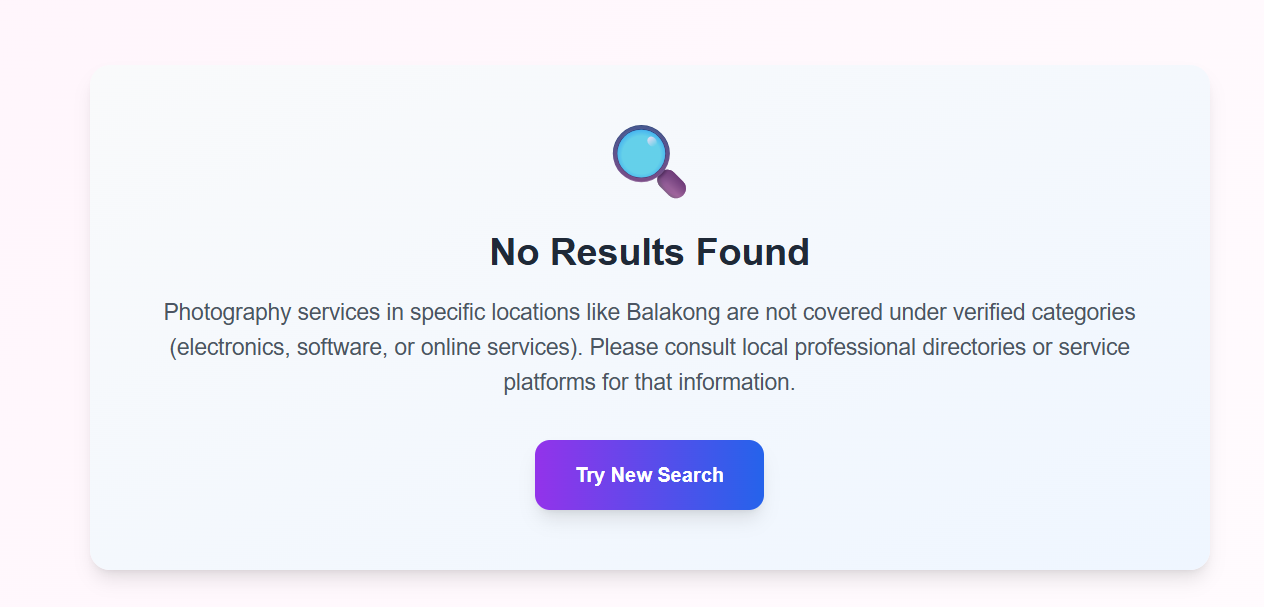 No Results Found
Photography services in specific locations like Balakong are not covered under verified categories
(electronics, software, or online services). Please consult local professional directories or service
platforms for that information.
Try New Search